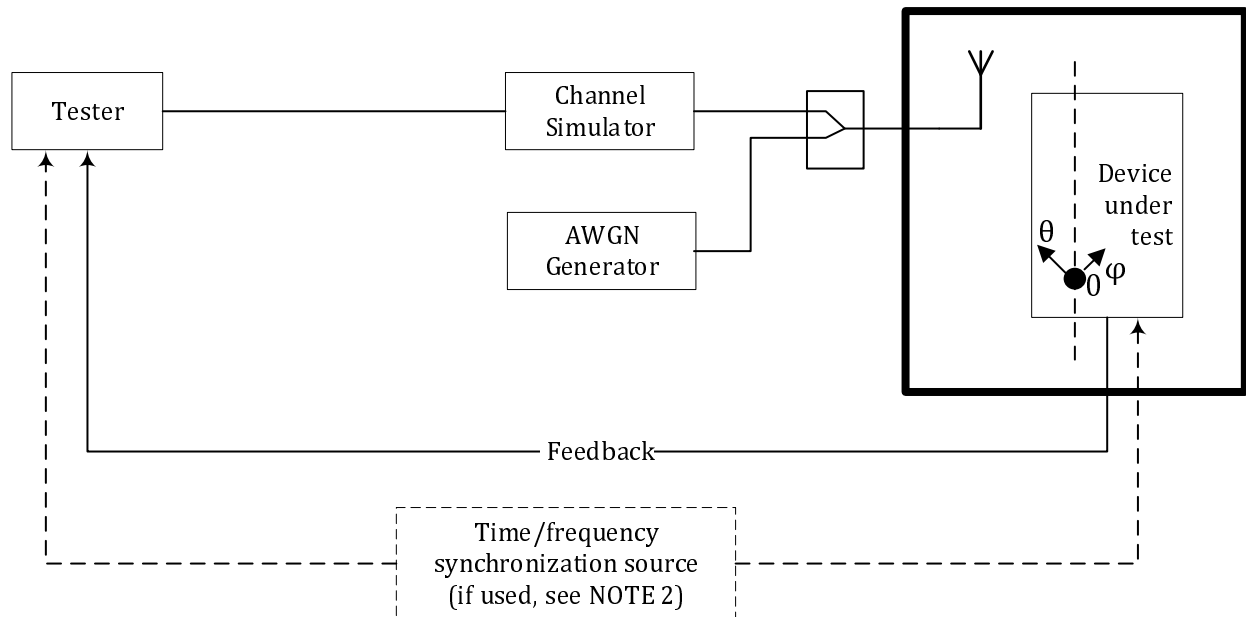 Tester
Channel
Simulator
AWGN
Generator
Device
under
test
θ
0
φ
Feedback
Time/frequency
synchronization source
(if used, see NOTE 2)